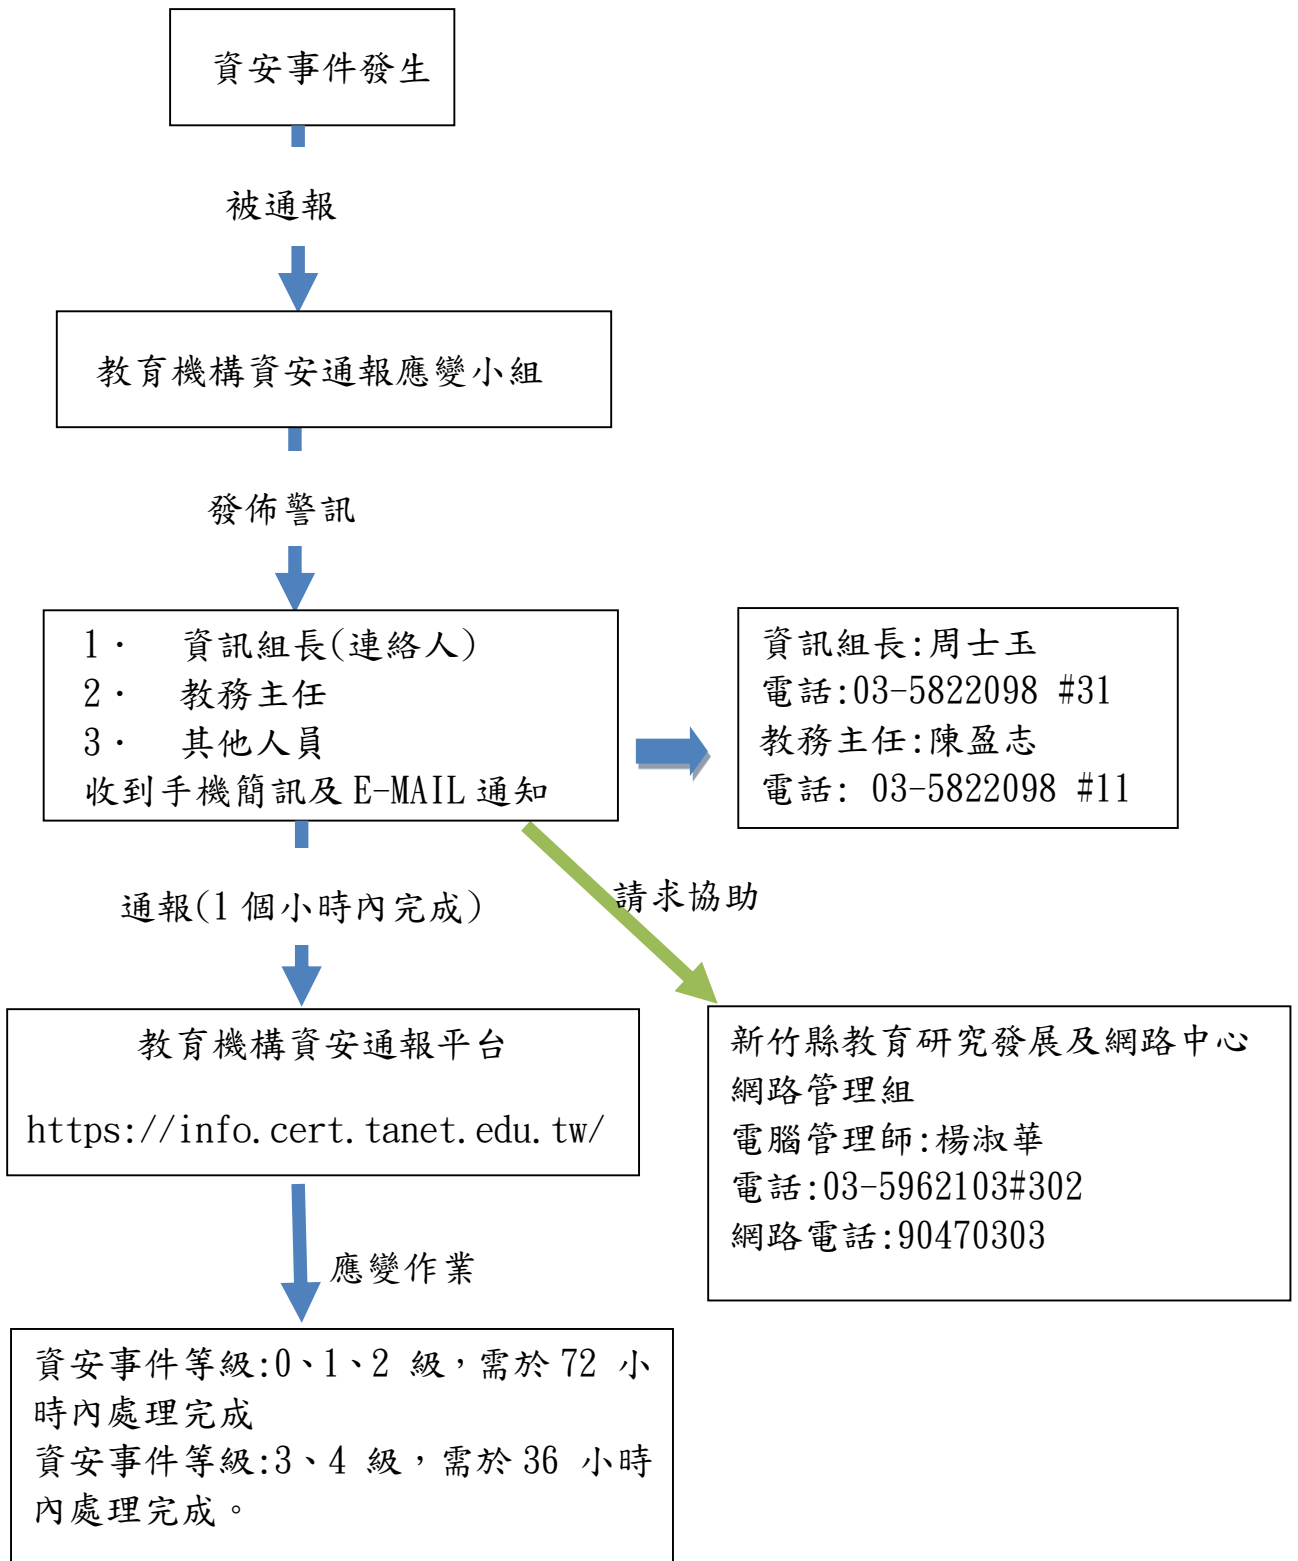 資安事件發生
被通報
教育機構資安通報應變小組
發佈警訊
1. 資訊組長(連絡人)
2. 教務主任
3. 其他人員
收到手機簡訊及 E-MAIL 通知
資訊組長:周士玉
電話:03-5822098 #31
教務主任:陳盈志
電話: 03-5822098 #11
通報(1 個小時內完成)
請求協助
教育機構資安通報平台
https://info.cert.tanet.edu.tw/
新竹縣教育研究發展及網路中心
網路管理組
電腦管理師:楊淑華
電話:03-5962103#302
網路電話:90470303
應變作業
資安事件等級:0、1、2 級，需於 72 小
時內處理完成
資安事件等級:3、4 級，需於 36 小時
內處理完成。